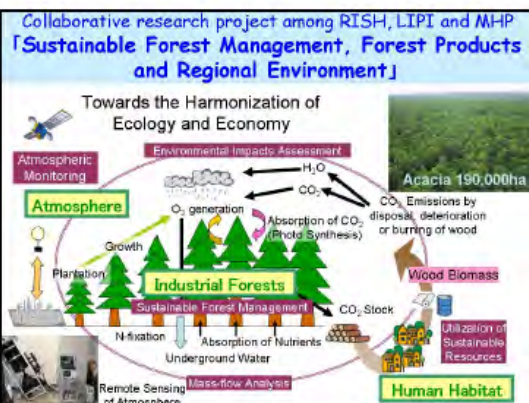 Collaborative research project among RISH, LIPI and MHP
「Sustainable Forest Management, Forest Products
and Regional Environment」
Towards the Harmonization of
Ecology and Economy
Environmental Impacts Assessment
Atmospheric
Monitoring
Acacia 190,000ha
H₂O
CO₂
Atmosphere
O₂ generation
Absorption of CO₂
(Photo Synthesis)
CO₂ Emissions by
disposal, deterioration
or burning of wood
Growth
Plantation
Industrial Forests
Wood Biomass
Sustainable Forest Management
CO₂ Stock
N-fixation
Absorption of Nutrients
Underground Water
Utilization of
Sustainable
Resources
Mass-flow Analysis
Human Habitat
Remote Sensing
of Atmosphere